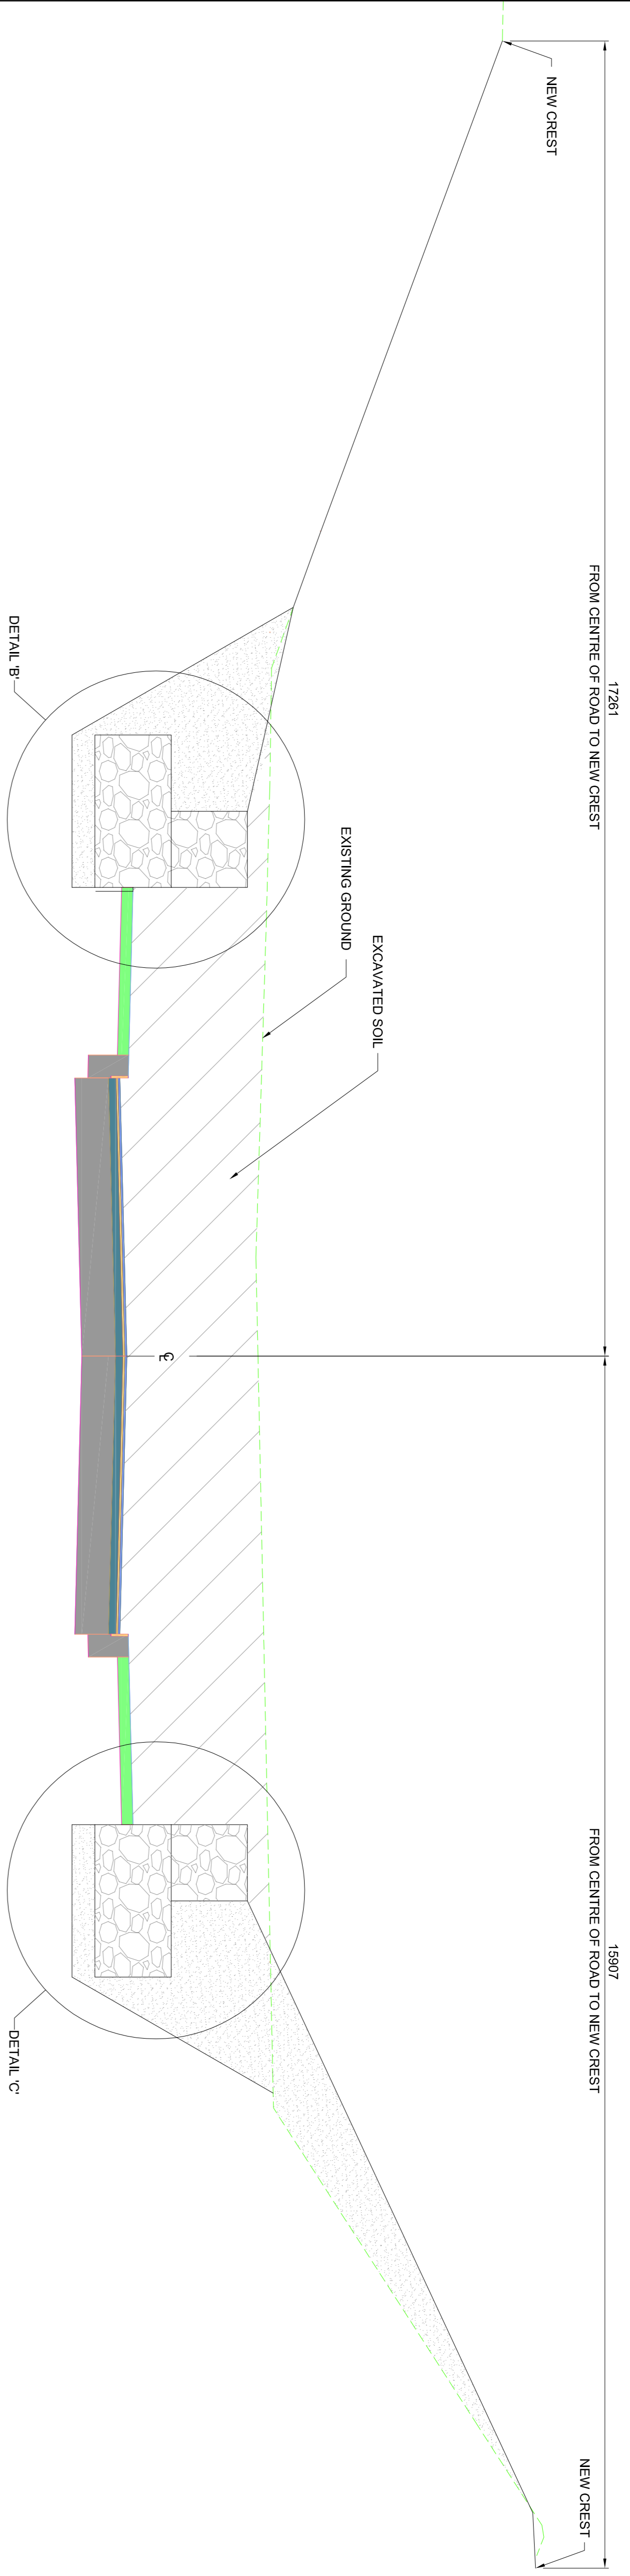 17261
FROM CENTRE OF ROAD TO NEW CREST
15907
FROM CENTRE OF ROAD TO NEW CREST
NEW CREST
NEW CREST
EXCAVATED SOIL
EXISTING GROUND
CL
DETAIL 'B'
DETAIL 'C'